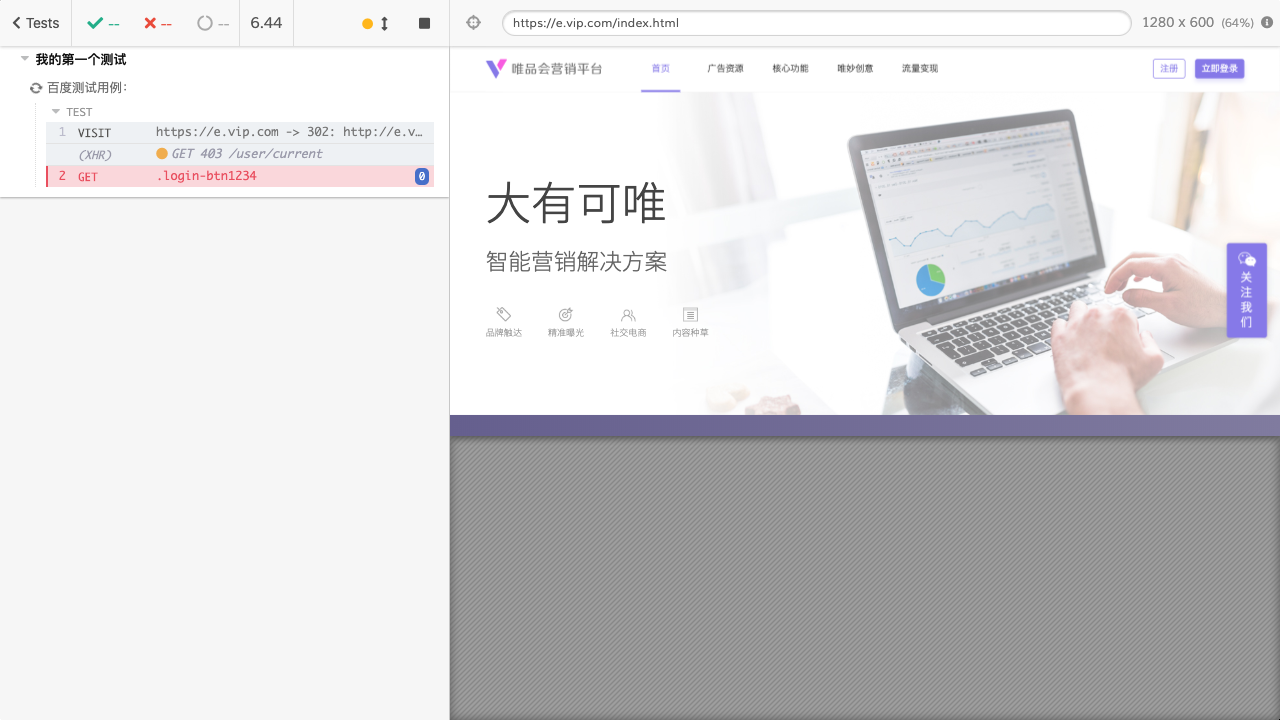 Tests
--
--
--
6.44
https://e.vip.com/index.html
1280 x 600 (64%)
我的第一个测试
百度测试用例：
TEST
1 VISIT https://e.vip.com -> 302: http://e.v…
(XHR) GET 403 /user/current
2 GET .login-btn1234 0
唯品会营销平台
首页
广告资源
核心功能
唯妙创意
流量变现
注册
立即登录
大有可唯
智能营销解决方案
品牌触达
精准曝光
社交电商
内容种草
关
注
我
们